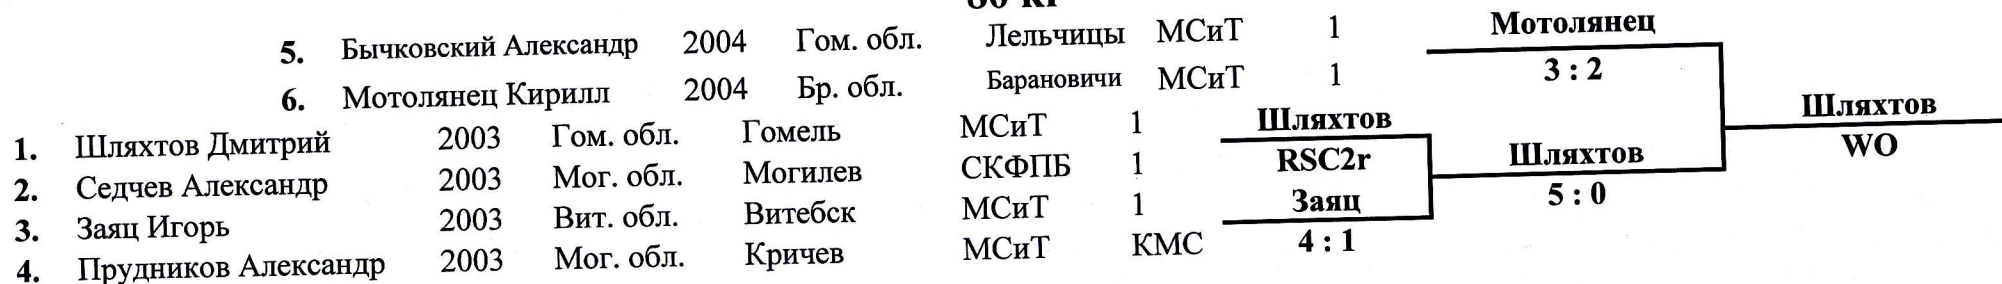 80 кг
5. Бычковский Александр 2004 Гом. обл. Лельчицы МСиТ 1 Мотолянец
3 : 2
6. Мотолянец Кирилл 2004 Бр. обл. Барановичи МСиТ 1
Шляхтов
WO
1. Шляхтов Дмитрий 2003 Гом. обл. Гомель МСиТ 1 Шляхтов
RSC2r
Шляхтов
5 : 0
2. Седчев Александр 2003 Мог. обл. Могилев СКФПБ 1
3. Заяц Игорь 2003 Вит. обл. Витебск МСиТ 1 Заяц
4 : 1
4. Прудников Александр 2003 Мог. обл. Кричев МСиТ КМС